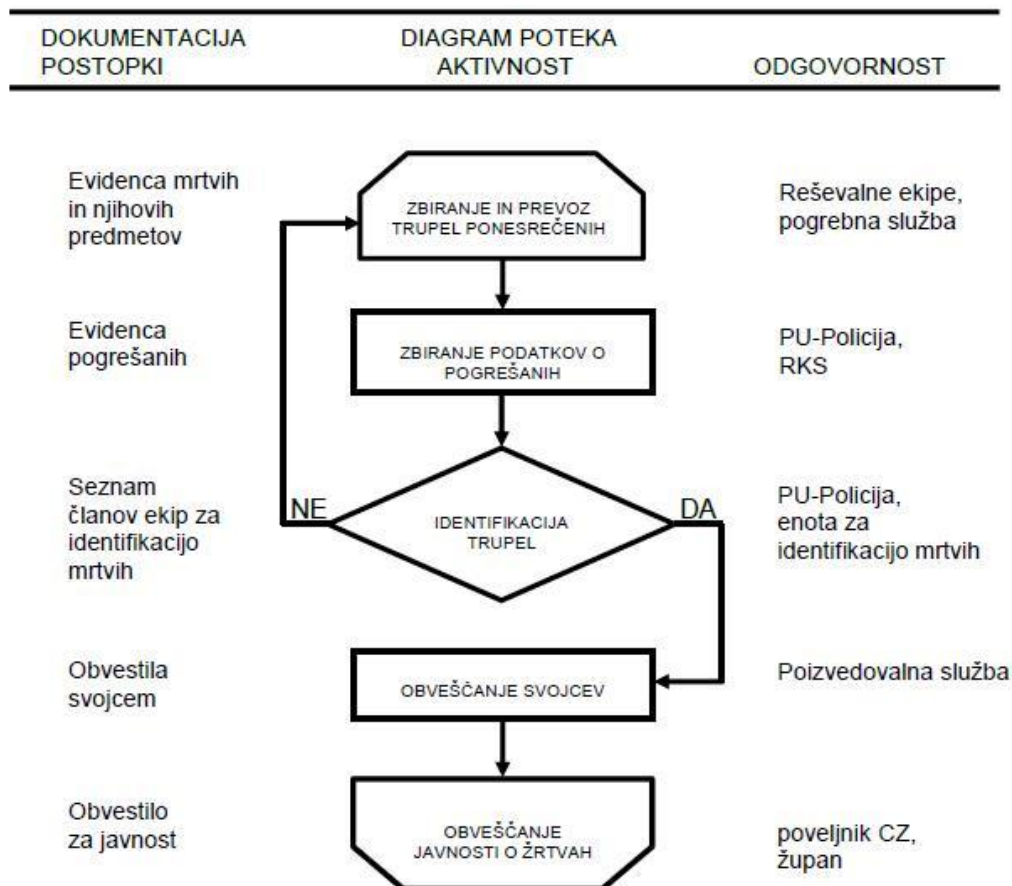 DOKUMENTACIJA
POSTOPKI
DIAGRAM POTEKA
AKTIVNOST
ODGOVORNOST
Evidenca mrtvih
in njihovih
predmetov
ZBIRANJE IN PREVOZ
TRUPEL PONESREČENIH
Reševalne ekipe,
pogrebna služba
Evidenca
pogrešanih
ZBIRANJE PODATKOV O
POGREŠANIH
PU-Policija,
RKS
Seznam
članov ekip za
identifikacijo
mrtvih
NE
IDENTIFIKACIJA
TRUPEL
DA
PU-Policija,
enota za
identifikacijo mrtvih
Obvestila
svojcem
OBVEŠČANJE SVOJCEV
Poizvedovalna služba
Obvestilo
za javnost
OBVEŠČANJE
JAVNOSTI O ŽRTVAH
poveljnik CZ,
župan